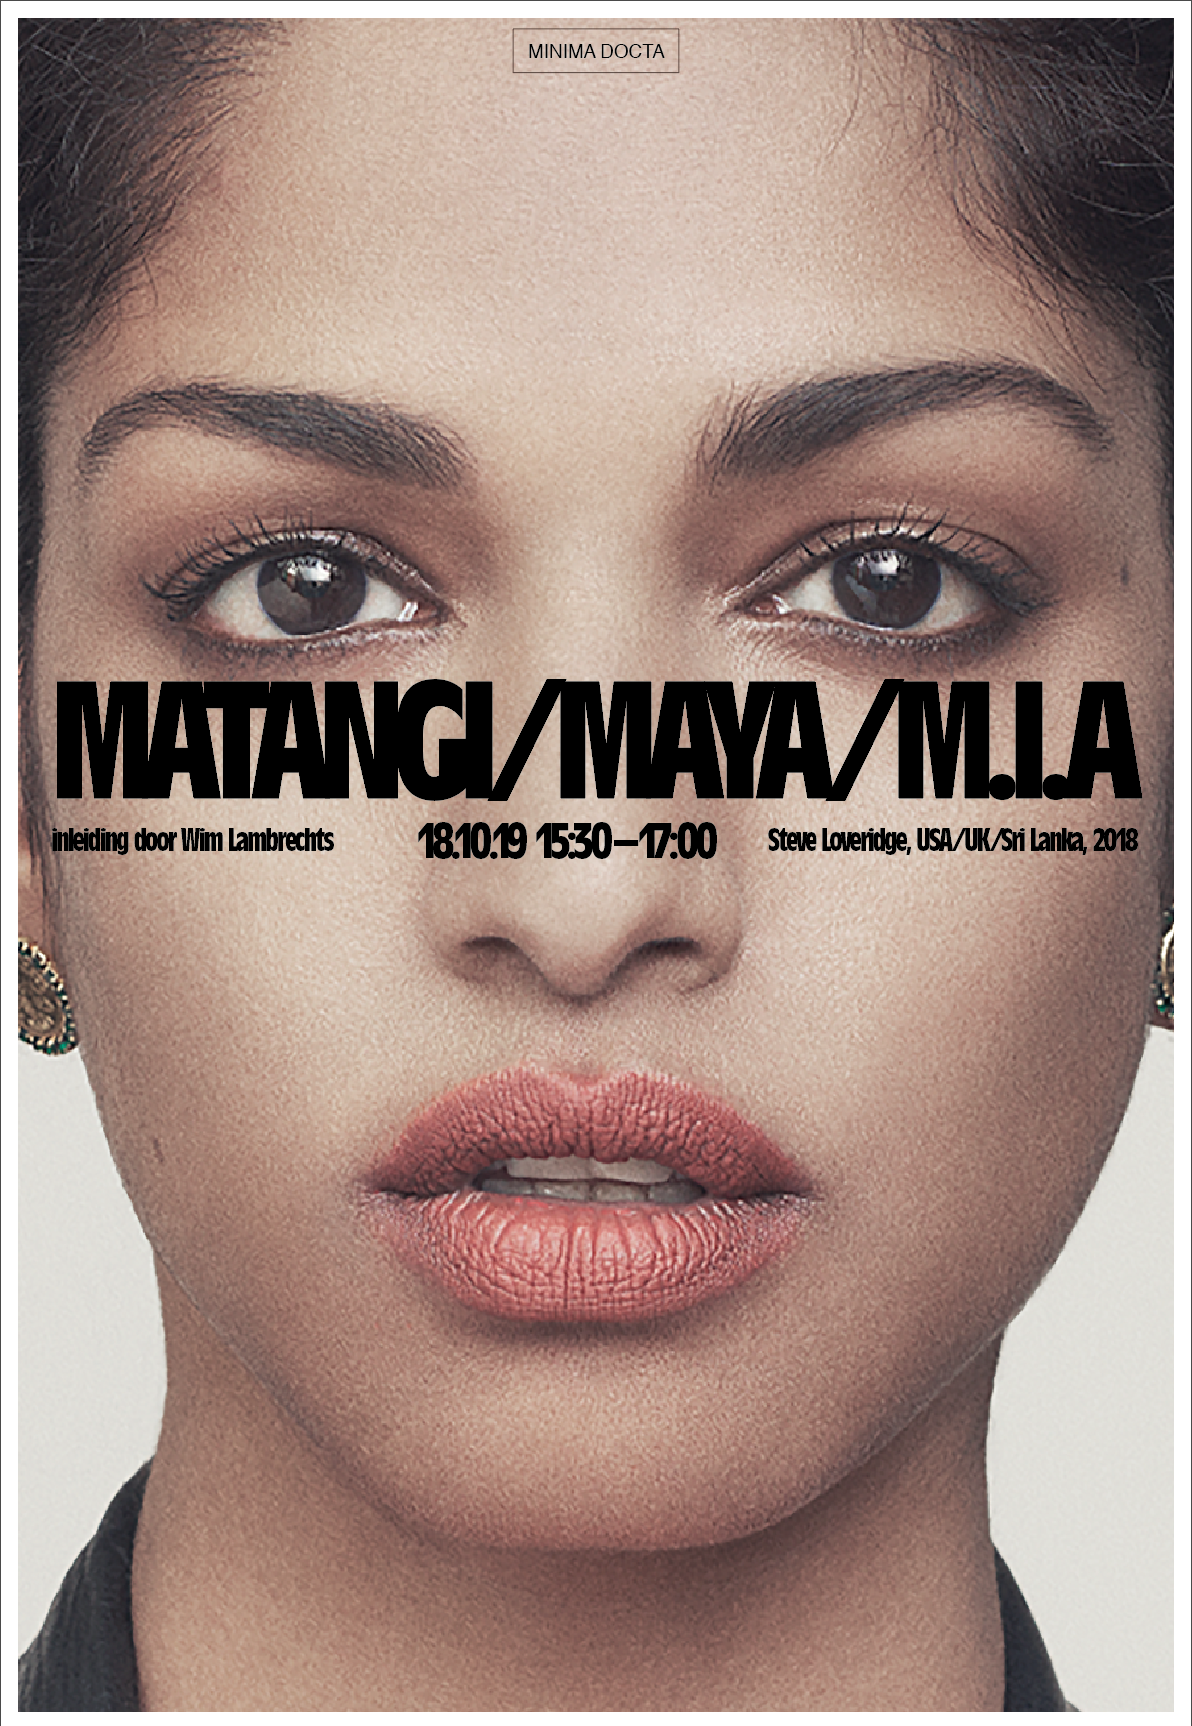 MINIMA DOCTA
MATANGI/MAYA/M.I.A
inleiding door Wim Lambrechts
18.10.19 15:30–17:00
Steve Loveridge, USA/UK/Sri Lanka, 2018